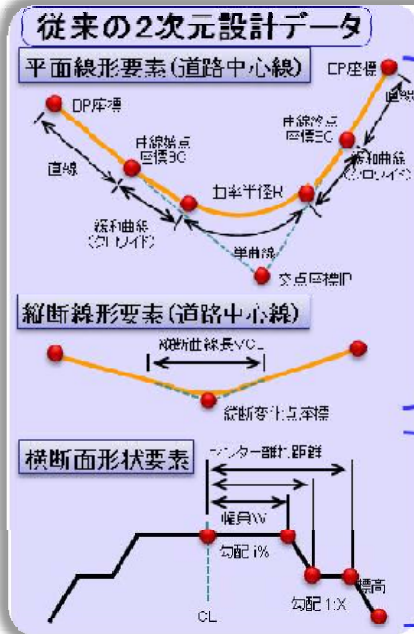 従来の2次元設計データ
平面線形要素(道路中心線)
EP座標
BP座標
直線
曲線始点
座標BC
曲線終点
座標EC
直線
曲率半径R
緩和曲線
(クロソイド)
緩和曲線
(クロソイド)
単曲線
交点座標IP
縦断線形要素(道路中心線)
縦断曲線長VCL
縦断変化点座標
横断面形状要素
センター離れ距離
幅員W
勾配 i%
標高
勾配 1:X
CL